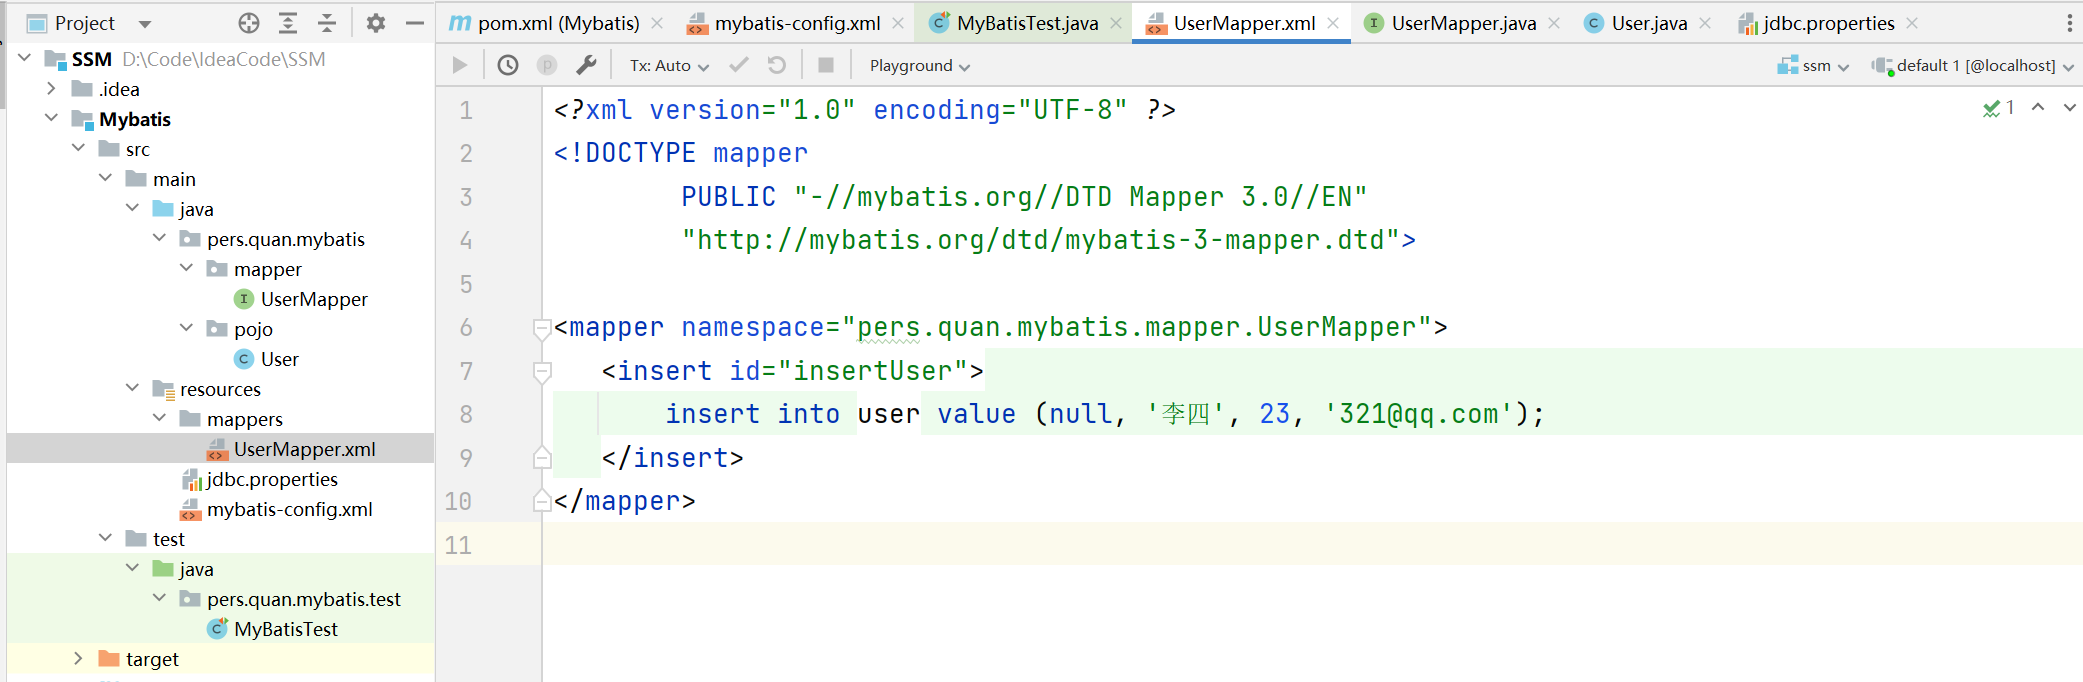 Project
pom.xml (Mybatis) mybatis-config.xml MyBatisTest.java UserMapper.xml UserMapper.java User.java jdbc.properties
SSM D:\Code\IdeaCode\SSM
.idea
Mybatis
src
main
java
pers.quan.mybatis
mapper
UserMapper
pojo
User
resources
mappers
UserMapper.xml
jdbc.properties
mybatis-config.xml
test
java
pers.quan.mybatis.test
MyBatisTest
target
Tx: Auto Playground ssm default 1 [@localhost]
1 <?xml version="1.0" encoding="UTF-8" ?> 1
2 <!DOCTYPE mapper
3 PUBLIC "-//mybatis.org//DTD Mapper 3.0//EN"
4 "http://mybatis.org/dtd/mybatis-3-mapper.dtd">
5
6 <mapper namespace="pers.quan.mybatis.mapper.UserMapper">
7 <insert id="insertUser">
8 insert into user value (null, '李四', 23, '321@qq.com');
9 </insert>
10 </mapper>
11